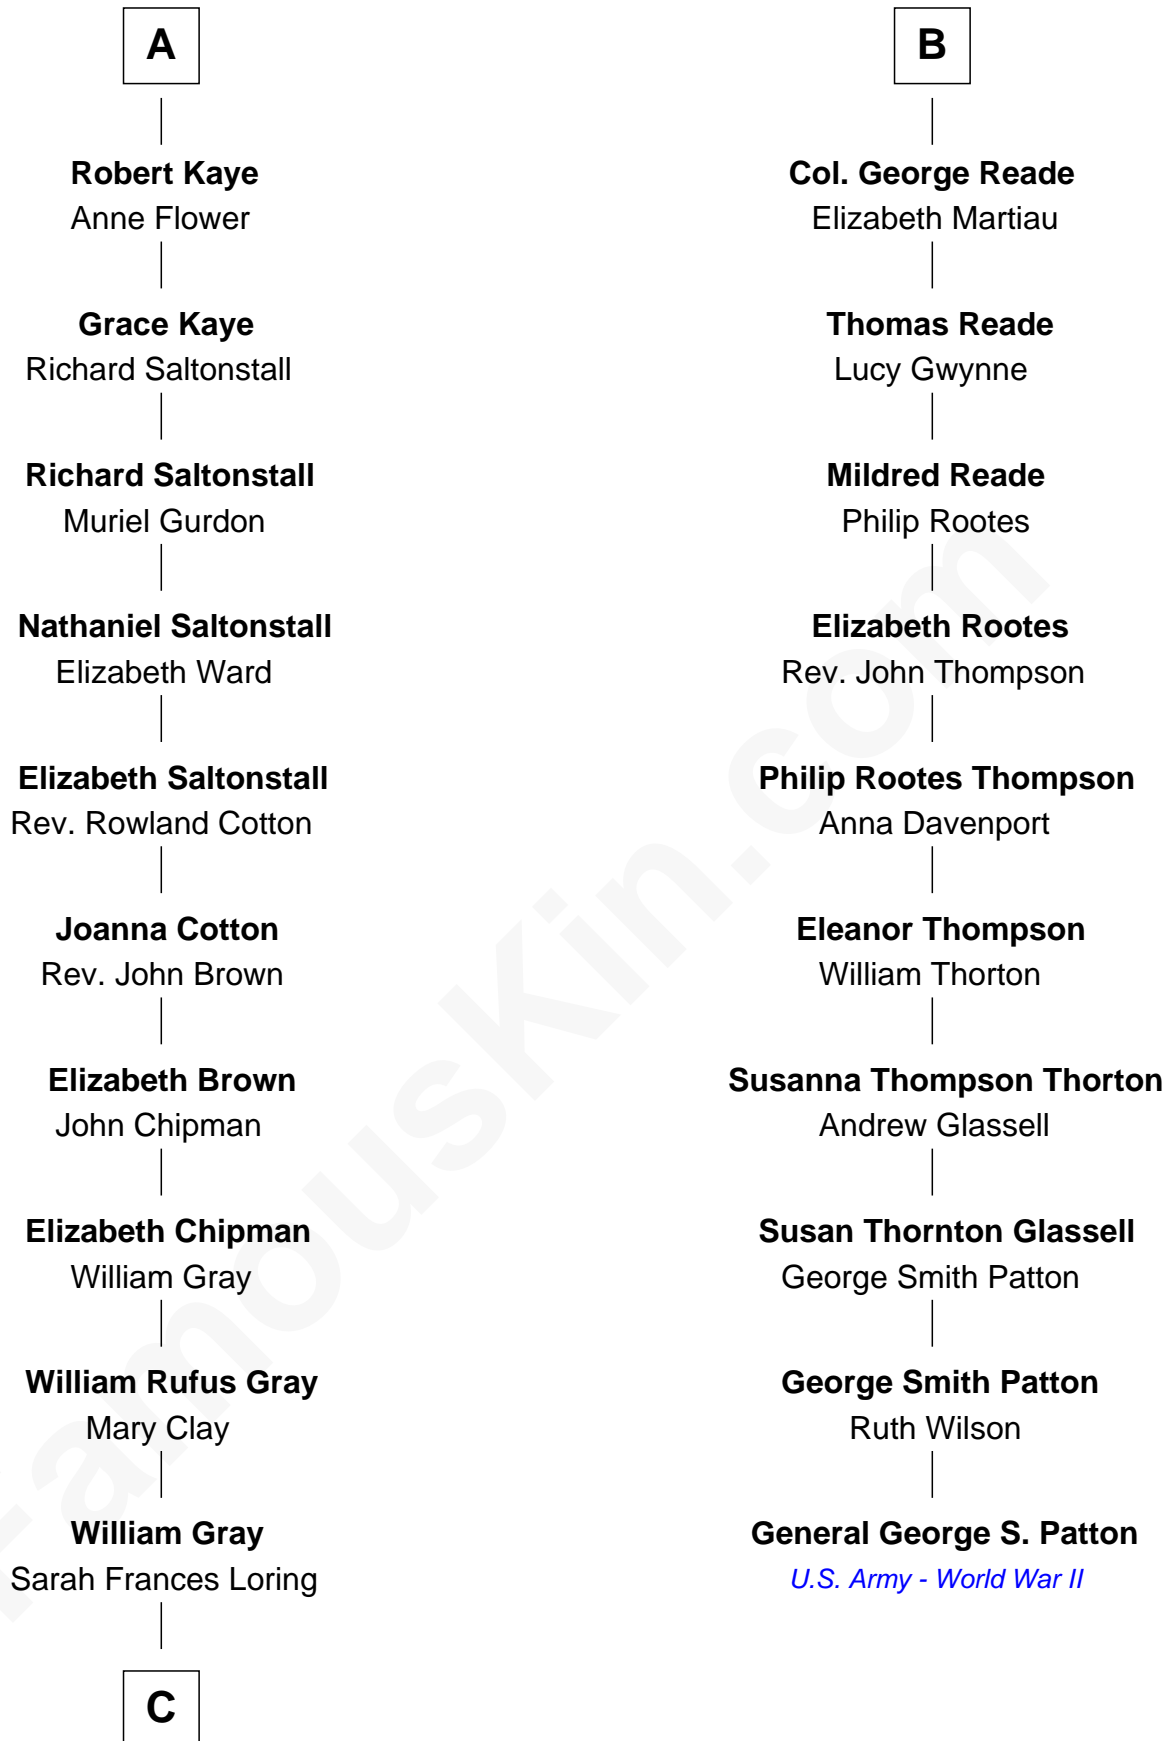 A
Robert Kaye
Anne Flower
Grace Kaye
Richard Saltonstall
Richard Saltonstall
Muriel Gurdon
Nathaniel Saltonstall
Elizabeth Ward
Elizabeth Saltonstall
Rev. Rowland Cotton
Joanna Cotton
Rev. John Brown
Elizabeth Brown
John Chipman
Elizabeth Chipman
William Gray
William Rufus Gray
Mary Clay
William Gray
Sarah Frances Loring
C
B
Col. George Reade
Elizabeth Martiau
Thomas Reade
Lucy Gwynne
Mildred Reade
Philip Rootes
Elizabeth Rootes
Rev. John Thompson
Philip Rootes Thompson
Anna Davenport
Eleanor Thompson
William Thorton
Susanna Thompson Thorton
Andrew Glassell
Susan Thornton Glassell
George Smith Patton
George Smith Patton
Ruth Wilson
General George S. Patton
U.S. Army - World War II
FamousKin.com